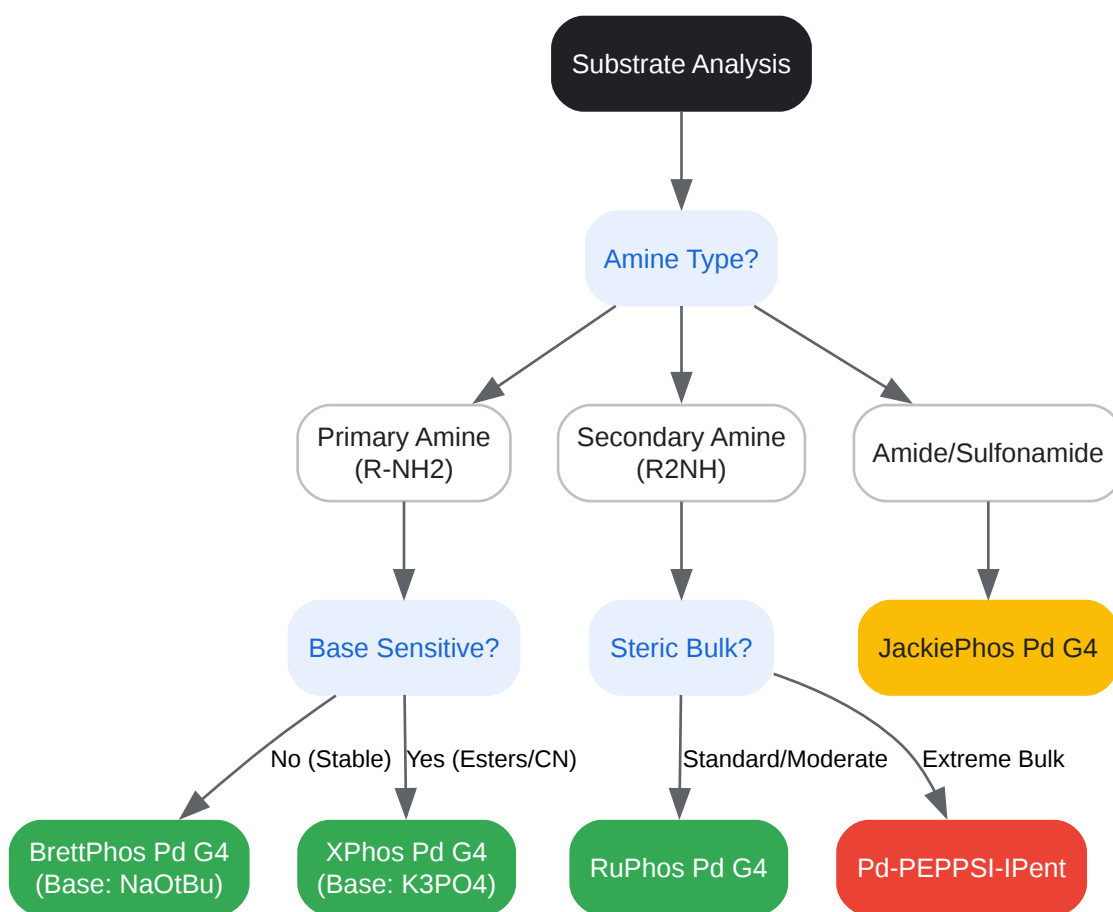 Substrate Analysis
Amine Type?
Primary Amine
(R-NH2)
Secondary Amine
(R2NH)
Amide/Sulfonamide
Base Sensitive?
Steric Bulk?
JackiePhos Pd G4
No (Stable)
Yes (Esters/CN)
Standard/Moderate
Extreme Bulk
BrettPhos Pd G4
(Base: NaOtBu)
XPhos Pd G4
(Base: K3PO4)
RuPhos Pd G4
Pd-PEPPSI-IPent